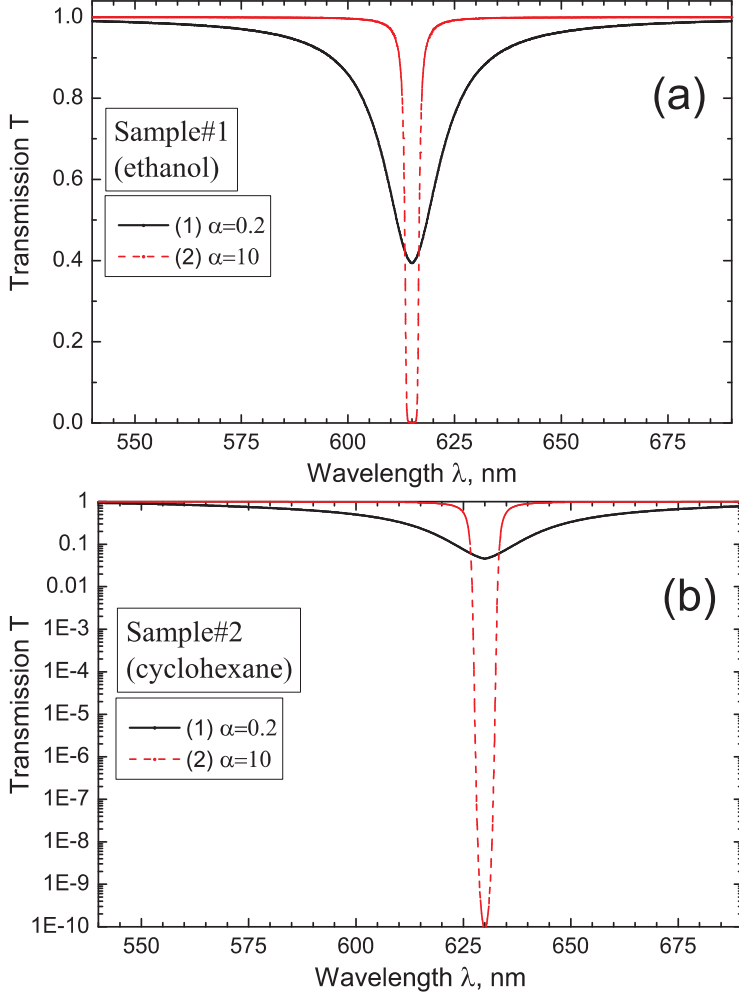 1.0
0.8
0.6
0.4
0.2
0.0
Transmission T
(a)
Sample#1
(ethanol)
(1) α=0.2
(2) α=10
550 575 600 625 650 675
Wavelength λ, nm
1
0.1
0.01
1E-3
1E-4
1E-5
1E-6
1E-7
1E-8
1E-9
1E-10
Transmission T
(b)
Sample#2
(cyclohexane)
(1) α=0.2
(2) α=10
550 575 600 625 650 675
Wavelength λ, nm